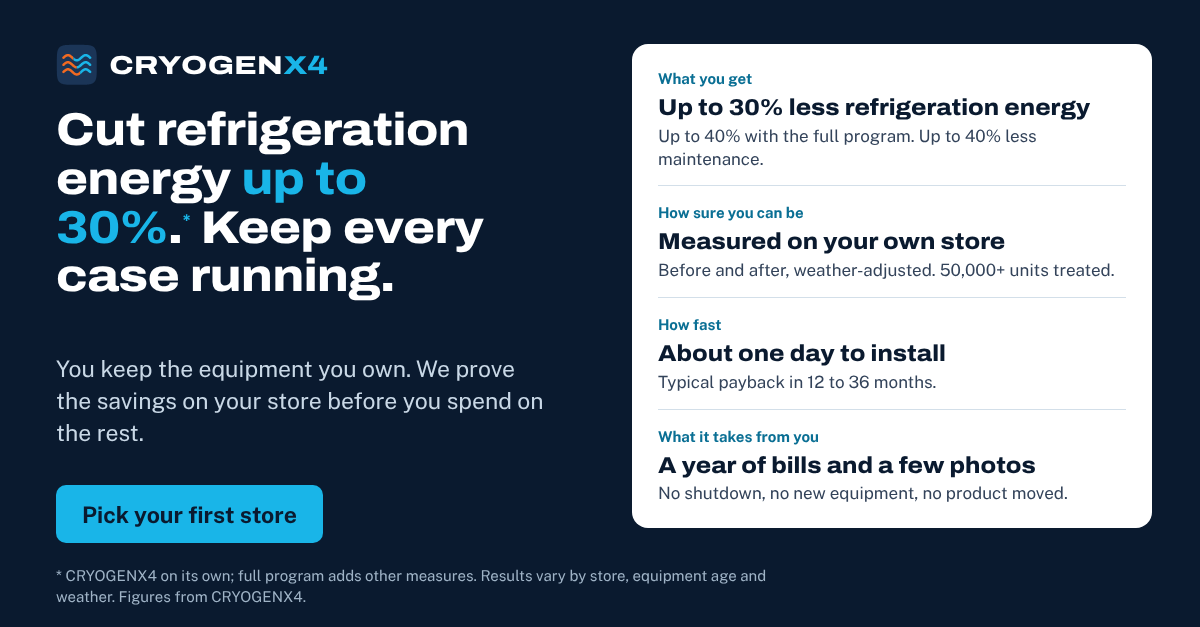 CRYOGENX4
Cut refrigeration
energy up to
30%.* Keep every
case running.
You keep the equipment you own. We prove
the savings on your store before you spend on
the rest.
Pick your first store
What you get
Up to 30% less refrigeration energy
Up to 40% with the full program. Up to 40% less
maintenance.
How sure you can be
Measured on your own store
Before and after, weather-adjusted. 50,000+ units treated.
How fast
About one day to install
Typical payback in 12 to 36 months.
What it takes from you
A year of bills and a few photos
No shutdown, no new equipment, no product moved.
* CRYOGENX4 on its own; full program adds other measures. Results vary by store, equipment age and
weather. Figures from CRYOGENX4.